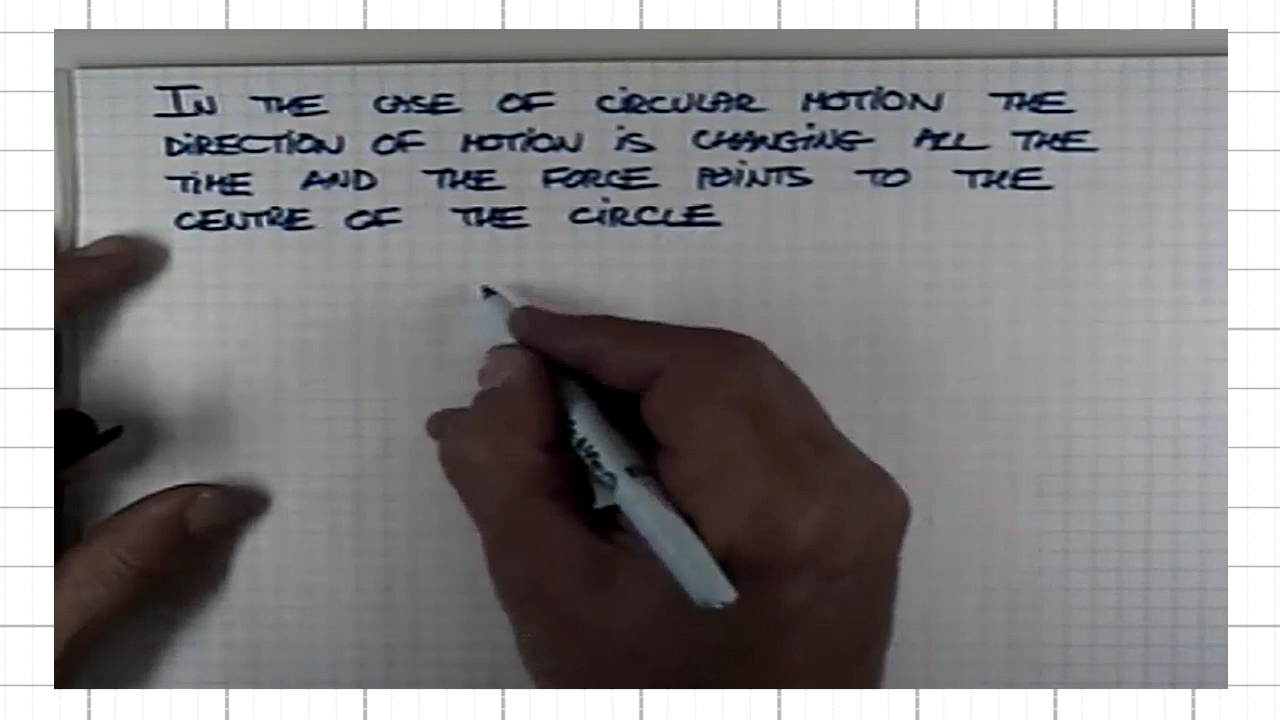 IN THE CASE OF CIRCULAR MOTION THE
DIRECTION OF MOTION IS CHANGING ALL THE
TIME AND THE FORCE POINTS TO THE
CENTRE OF THE CIRCLE